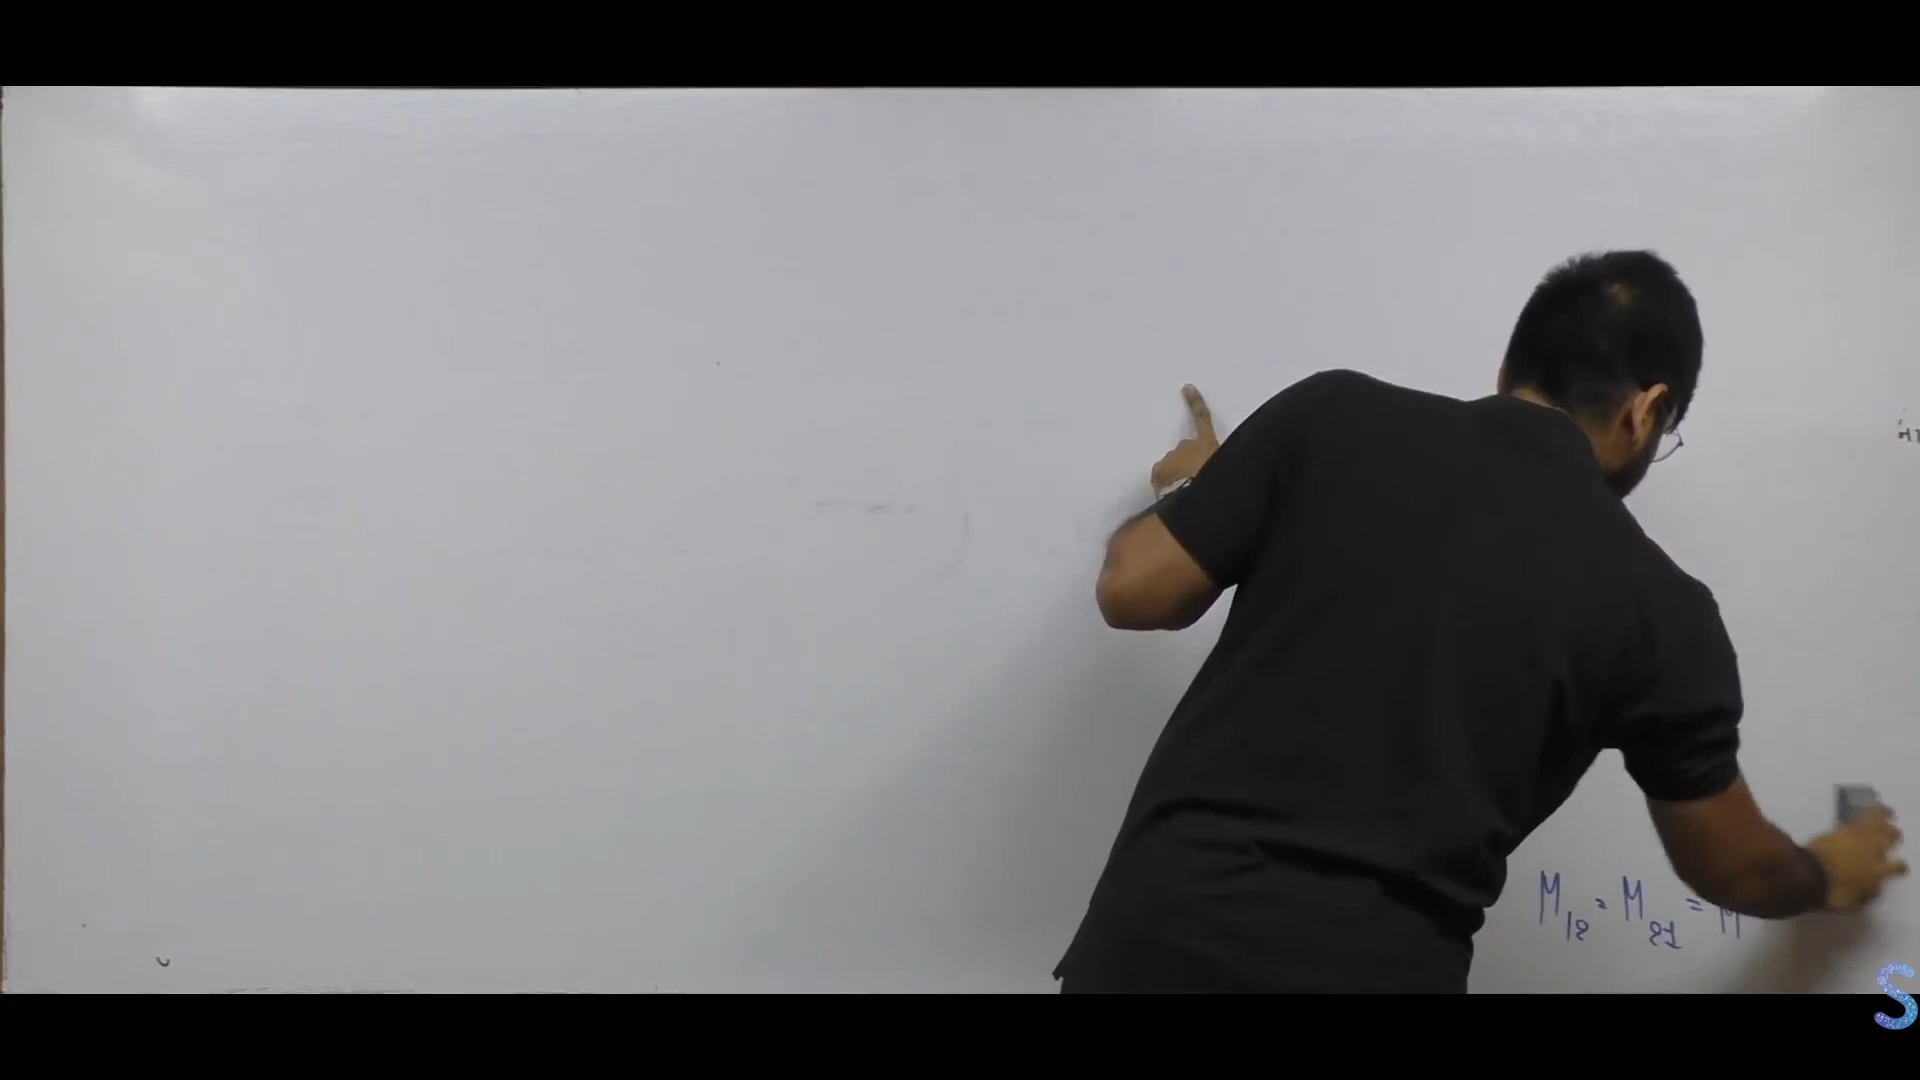 M₁₂ = M₂₁ = M
S